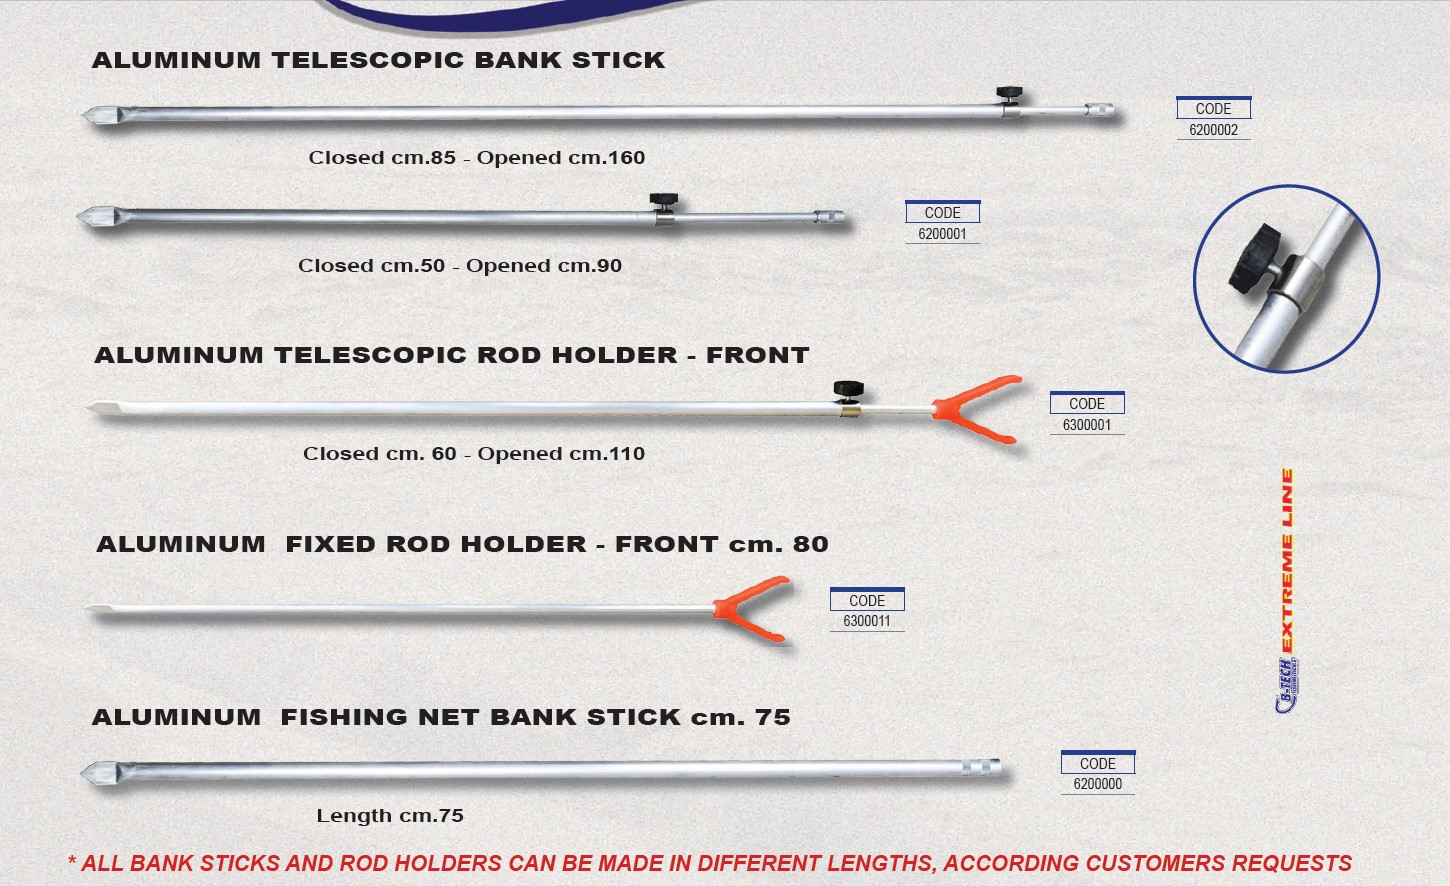 ALUMINUM TELESCOPIC BANK STICK
CODE
6200002
Closed cm.85 - Opened cm.160
CODE
6200001
Closed cm.50 - Opened cm.90
ALUMINUM TELESCOPIC ROD HOLDER - FRONT
CODE
6300001
Closed cm. 60 - Opened cm.110
ALUMINUM  FIXED ROD HOLDER - FRONT cm. 80
CODE
6300011
B-TECH EXTREME LINE
ALUMINUM  FISHING NET BANK STICK cm. 75
CODE
6200000
Length cm.75
* ALL BANK STICKS AND ROD HOLDERS CAN BE MADE IN DIFFERENT LENGTHS, ACCORDING CUSTOMERS REQUESTS